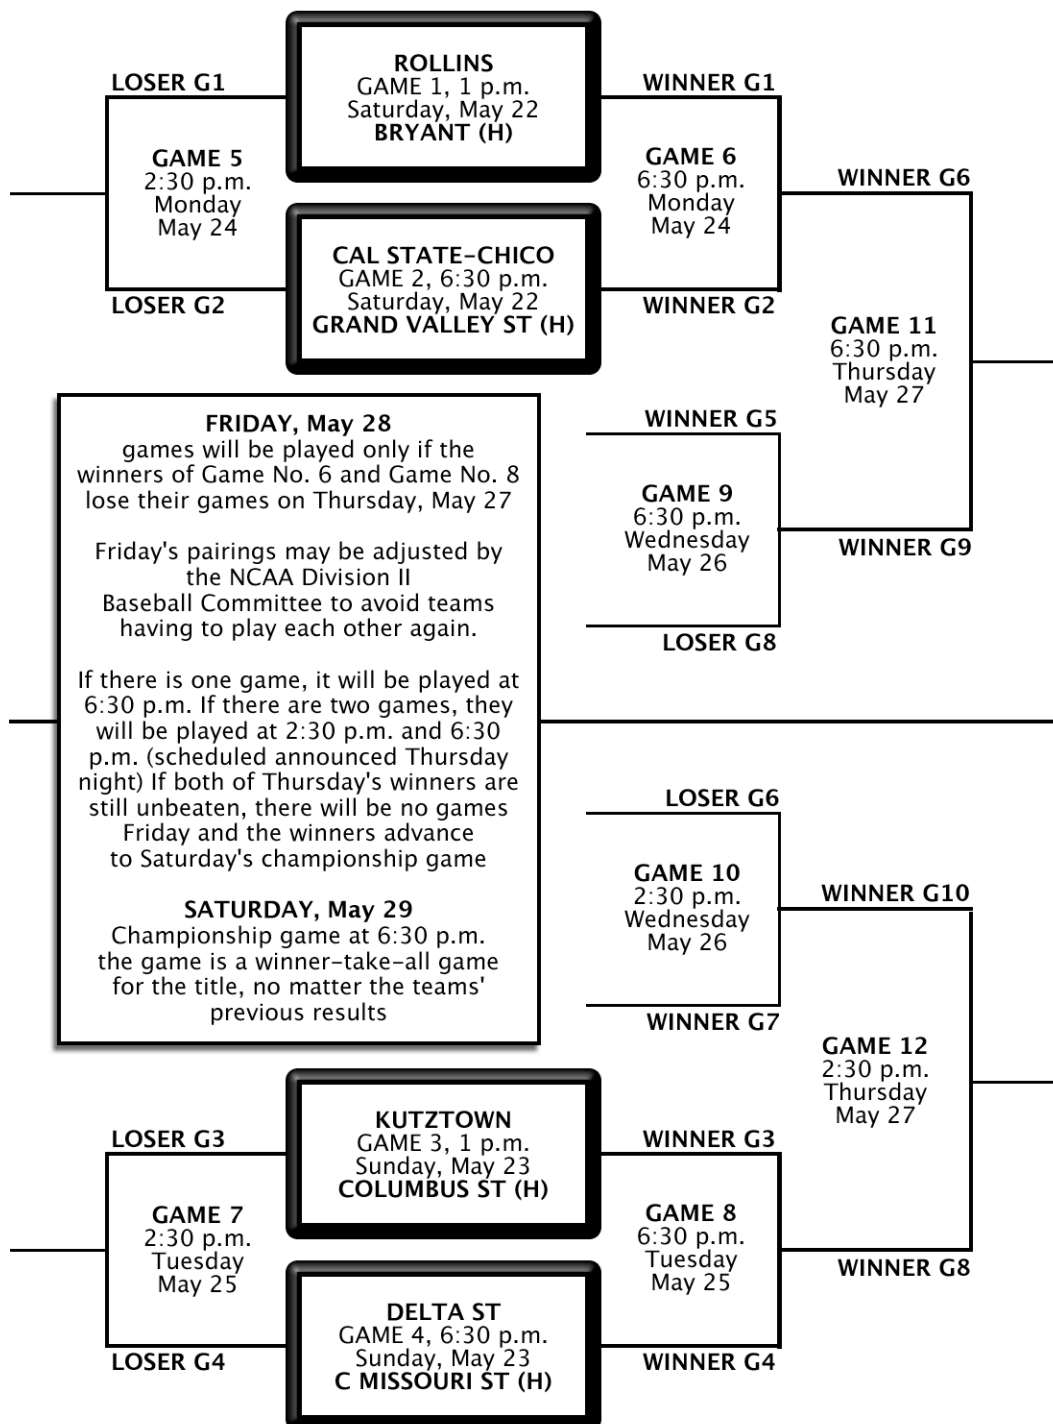 LOSER G1
ROLLINS
GAME 1, 1 p.m.
Saturday, May 22
BRYANT (H)
WINNER G1
GAME 5
2:30 p.m.
Monday
May 24
GAME 6
6:30 p.m.
Monday
May 24
WINNER G6
LOSER G2
CAL STATE-CHICO
GAME 2, 6:30 p.m.
Saturday, May 22
GRAND VALLEY ST (H)
WINNER G2
GAME 11
6:30 p.m.
Thursday
May 27
FRIDAY, May 28
games will be played only if the
winners of Game No. 6 and Game No. 8
lose their games on Thursday, May 27
Friday's pairings may be adjusted by
the NCAA Division II
Baseball Committee to avoid teams
having to play each other again.
If there is one game, it will be played at
6:30 p.m. If there are two games, they
will be played at 2:30 p.m. and 6:30
p.m. (scheduled announced Thursday
night) If both of Thursday's winners are
still unbeaten, there will be no games
Friday and the winners advance
to Saturday's championship game
SATURDAY, May 29
Championship game at 6:30 p.m.
the game is a winner-take-all game
for the title, no matter the teams'
previous results
WINNER G5
GAME 9
6:30 p.m.
Wednesday
May 26
WINNER G9
LOSER G8
LOSER G6
GAME 10
2:30 p.m.
Wednesday
May 26
WINNER G10
WINNER G7
GAME 12
2:30 p.m.
Thursday
May 27
LOSER G3
KUTZTOWN
GAME 3, 1 p.m.
Sunday, May 23
COLUMBUS ST (H)
WINNER G3
GAME 7
2:30 p.m.
Tuesday
May 25
GAME 8
6:30 p.m.
Tuesday
May 25
WINNER G8
LOSER G4
DELTA ST
GAME 4, 6:30 p.m.
Sunday, May 23
C MISSOURI ST (H)
WINNER G4